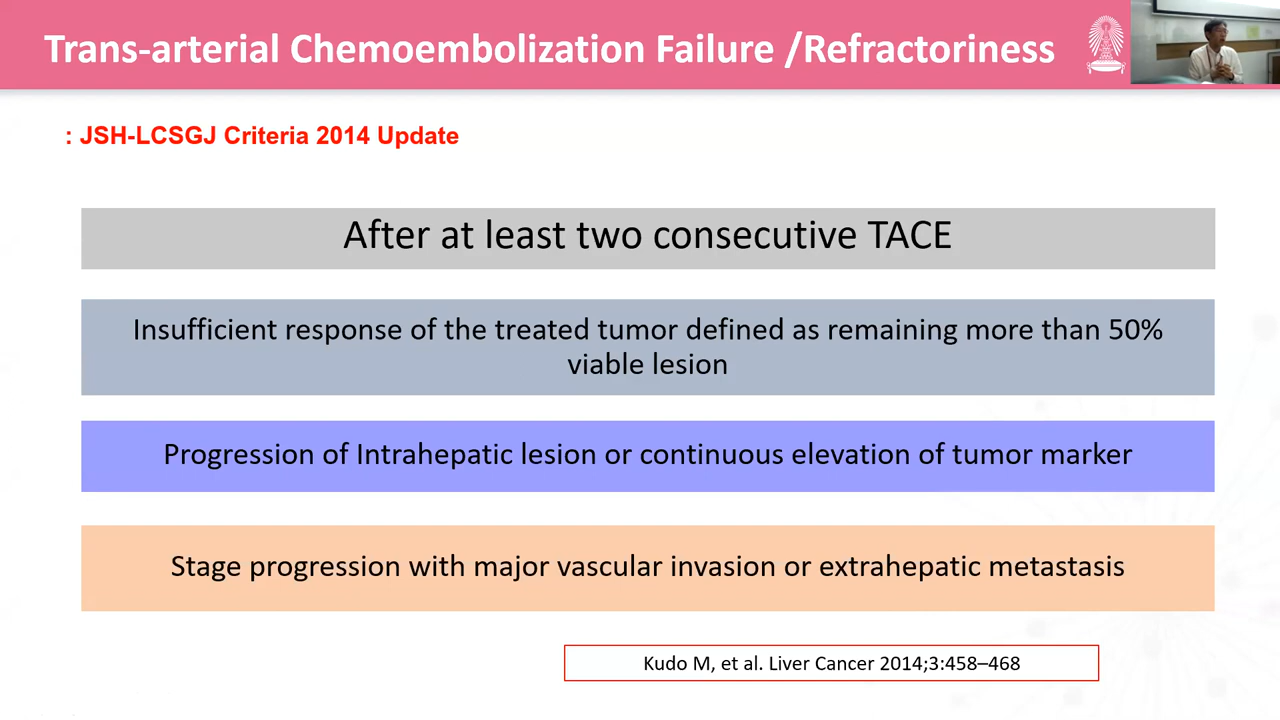 Trans-arterial Chemoembolization Failure /Refractoriness
: JSH-LCSGJ Criteria 2014 Update
After at least two consecutive TACE
Insufficient response of the treated tumor defined as remaining more than 50%
viable lesion
Progression of Intrahepatic lesion or continuous elevation of tumor marker
Stage progression with major vascular invasion or extrahepatic metastasis
Kudo M, et al. Liver Cancer 2014;3:458–468